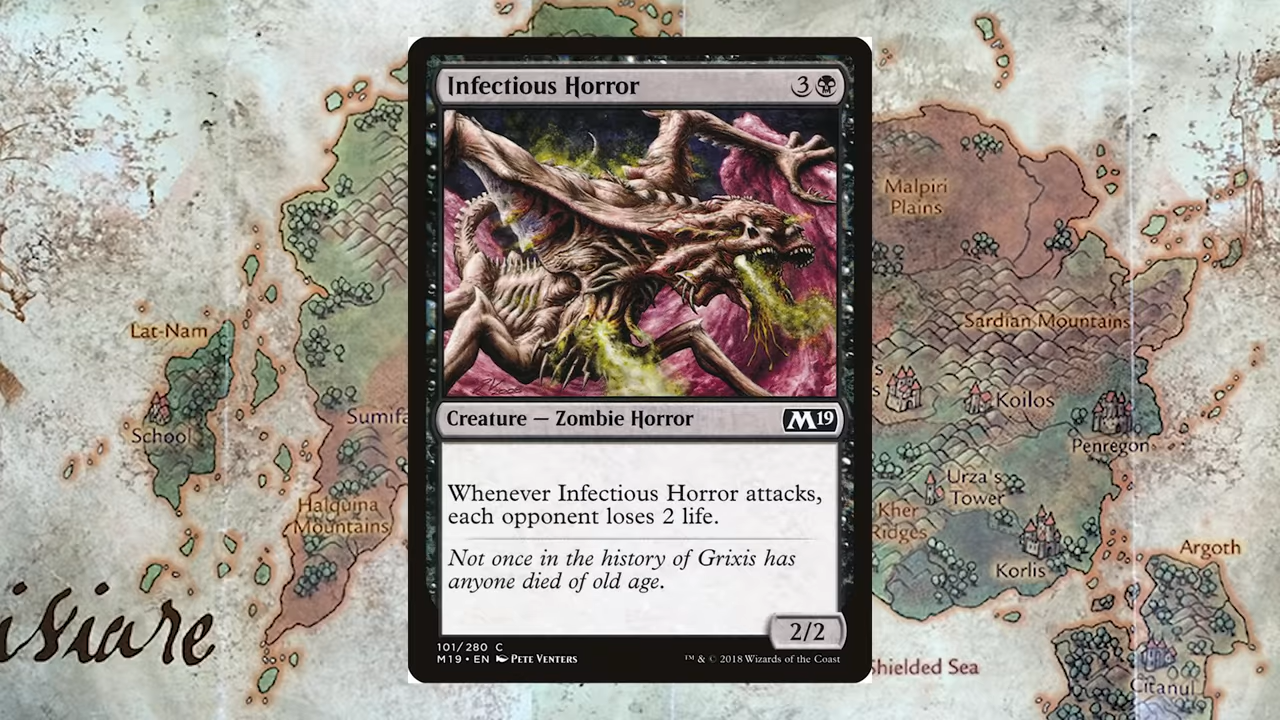 Infectious Horror 3
Creature — Zombie Horror M19
Whenever Infectious Horror attacks,
each opponent loses 2 life.
Not once in the history of Grixis has
anyone died of old age.
2/2
101/280 C
M19 • EN PETE VENTERS
™ & © 2018 Wizards of the Coast
Lat-Nam
School
Sumifa
Halquina
Mountains
Malpiri
Plains
Sardian Mountains
Koilos
Penregon
Urza's
Tower
Kher
Ridges
Korlis
Argoth
Shielded Sea
Citanul